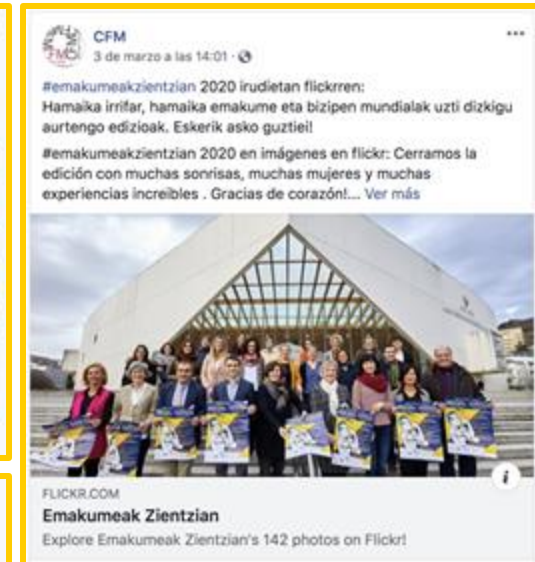 CFM
3 de marzo a las 14:01 ·
#emakumeakzientzian 2020 irudietan flickrren:
Hamaika irrifar, hamaika emakume eta bizipen mundialak uzti dizkigu
aurtengo edizioak. Eskerik asko guztiei!
#emakumeakzientzian 2020 en imágenes en flickr: Cerramos la
edición con muchas sonrisas, muchas mujeres y muchas
experiencias increibles . Gracias de corazón!... Ver más
FLICKR.COM
Emakumeak Zientzian
Explore Emakumeak Zientzian's 142 photos on Flickr!